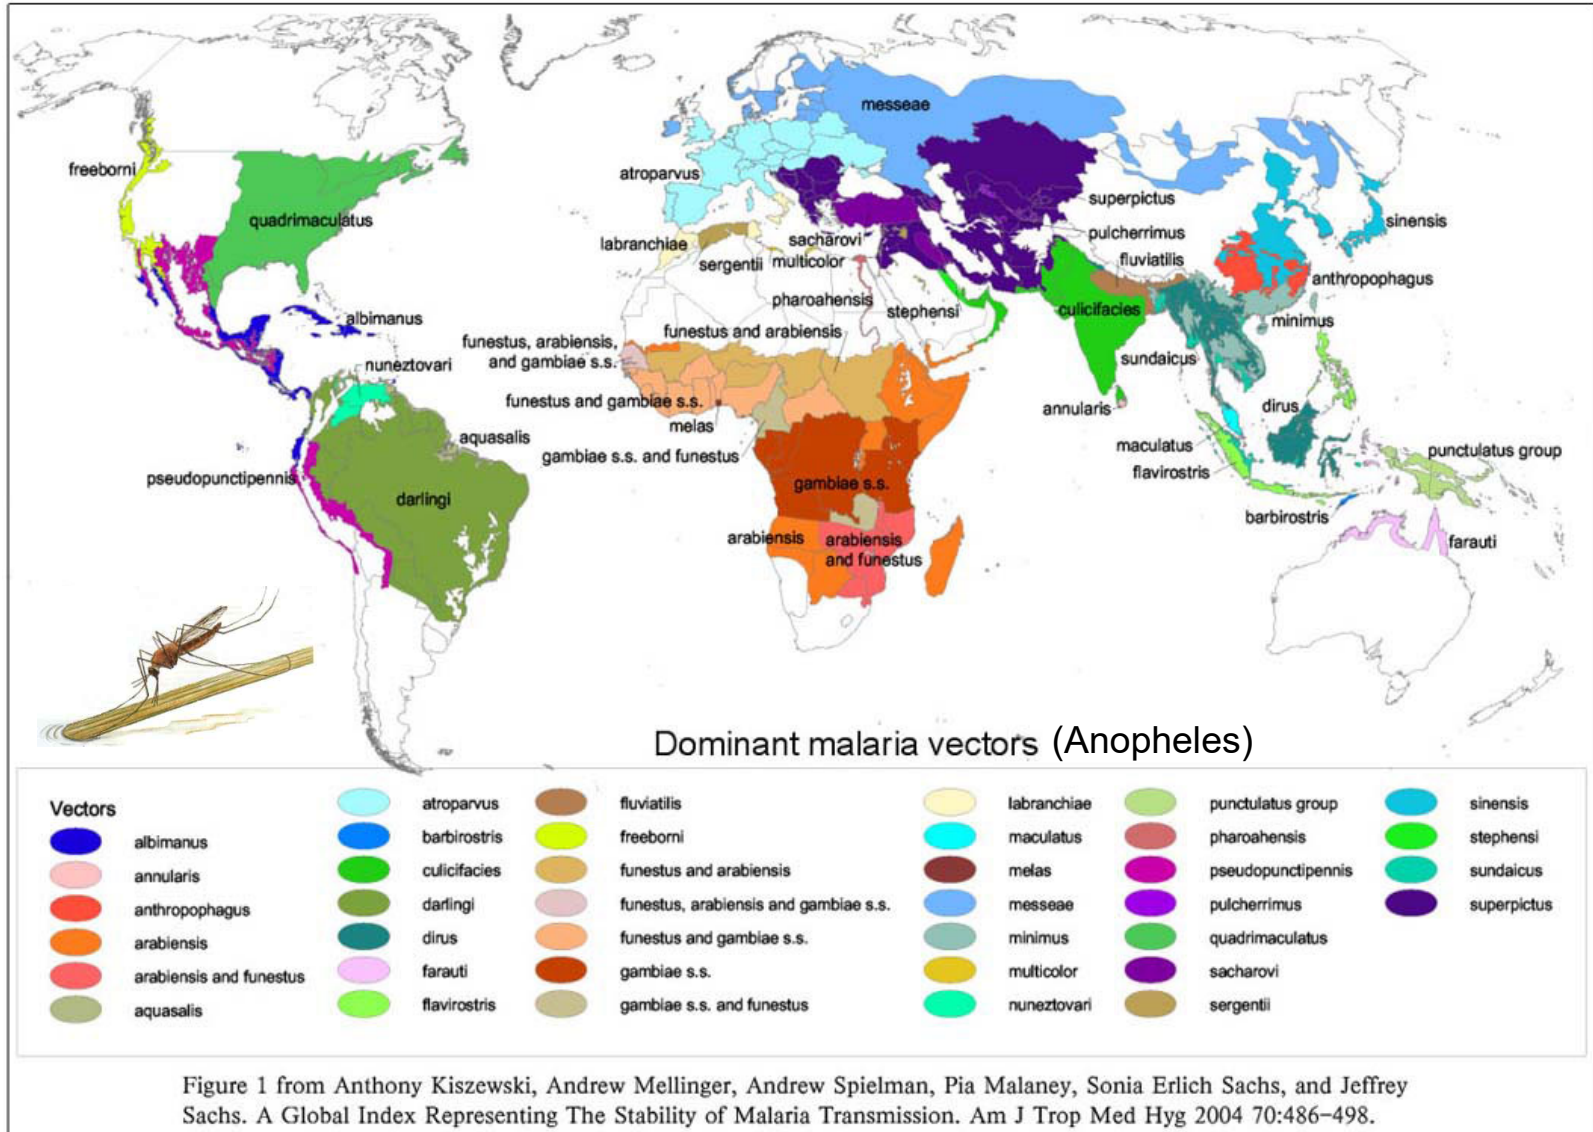 messeae
freeborni
atroparvus
quadrimaculatus
superpictus
sinensis
labranchiae
sacharovi
pulcherrimus
sergentii
multicolor
fluviatilis
anthropophagus
pharoahensis
stephensi
culicifacies
albimanus
minimus
funestus and arabiensis
funestus, arabiensis,
and gambiae s.s.
nuneztovari
sundaicus
funestus and gambiae s.s.
annularis
dirus
melas
aquasalis
maculatus
punctulatus group
gambiae s.s. and funestus
flavirostris
pseudopunctipennis
gambiae s.s.
darlingi
barbirostris
arabiensis
arabiensis
and funestus
farauti
Dominant malaria vectors (Anopheles)
Vectors
albimanus
annularis
anthropophagus
arabiensis
arabiensis and funestus
aquasalis
atroparvus
barbirostris
culicifacies
darlingi
dirus
farauti
flavirostris
fluviatilis
freeborni
funestus and arabiensis
funestus, arabiensis and gambiae s.s.
funestus and gambiae s.s.
gambiae s.s.
gambiae s.s. and funestus
labranchiae
maculatus
melas
messeae
minimus
multicolor
nuneztovari
punctulatus group
pharoahensis
pseudopunctipennis
pulcherrimus
quadrimaculatus
sacharovi
sergentii
sinensis
stephensi
sundaicus
superpictus
Figure 1 from Anthony Kiszewski, Andrew Mellinger, Andrew Spielman, Pia Malaney, Sonia Erlich Sachs, and Jeffrey
Sachs. A Global Index Representing The Stability of Malaria Transmission. Am J Trop Med Hyg 2004 70:486–498.